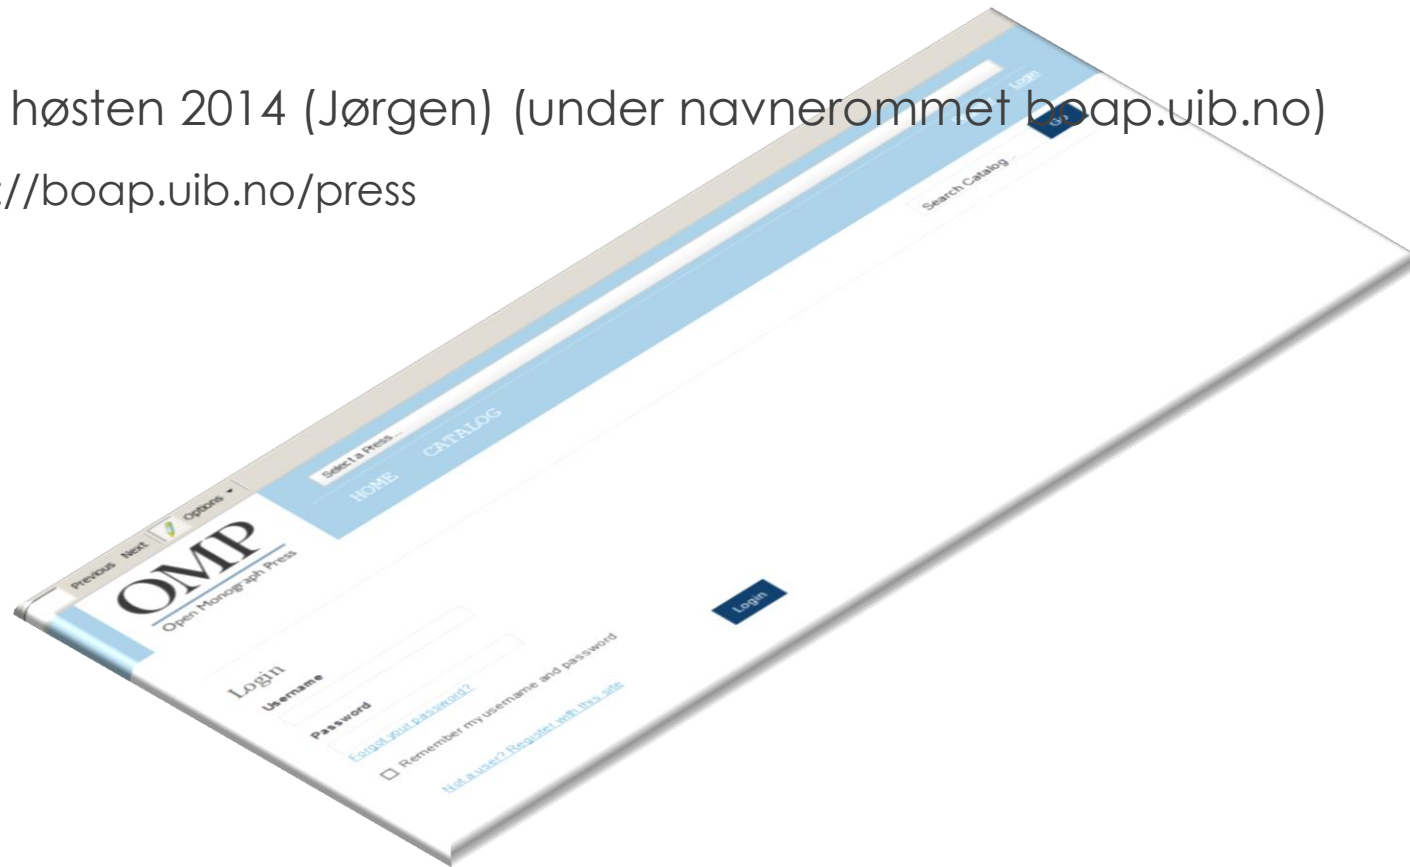 høsten 2014 (Jørgen) (under navnerommet boap.uib.no)
://boap.uib.no/press
Login
Go
Search Catalog...
Select a Press...
HOME CATALOG
Previous Next Options
OMP
Open Monograph Press
Login
Username
Password
Forgot your password?
Remember my username and password
Login
Not a user? Register with this site